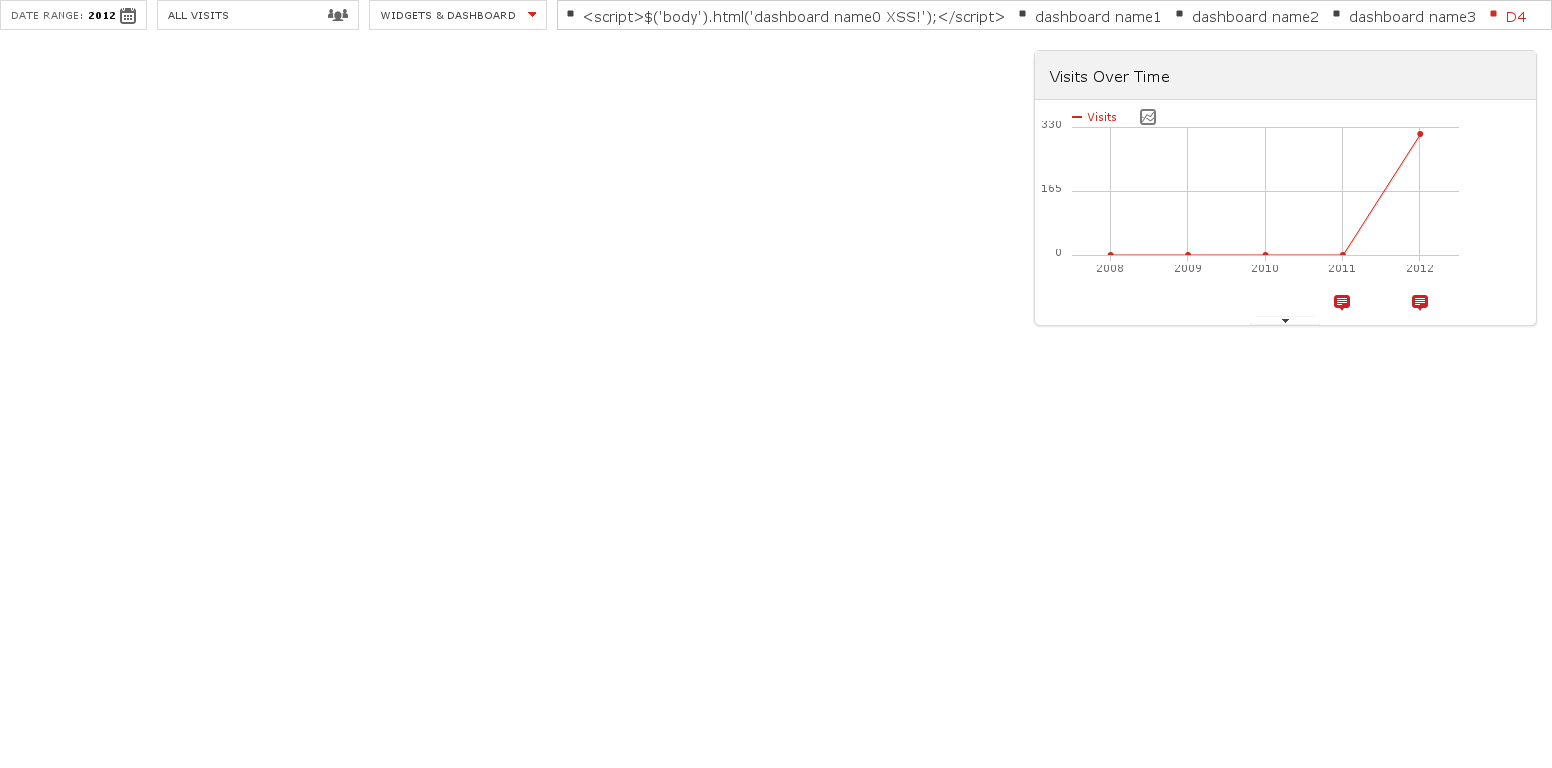 DATE RANGE: 2012
ALL VISITS
WIDGETS & DASHBOARD
<script>$('body').html('dashboard name0 XSS!');</script>
dashboard name1
dashboard name2
dashboard name3
D4
Visits Over Time
Visits
330
165
0
2008 2009 2010 2011 2012